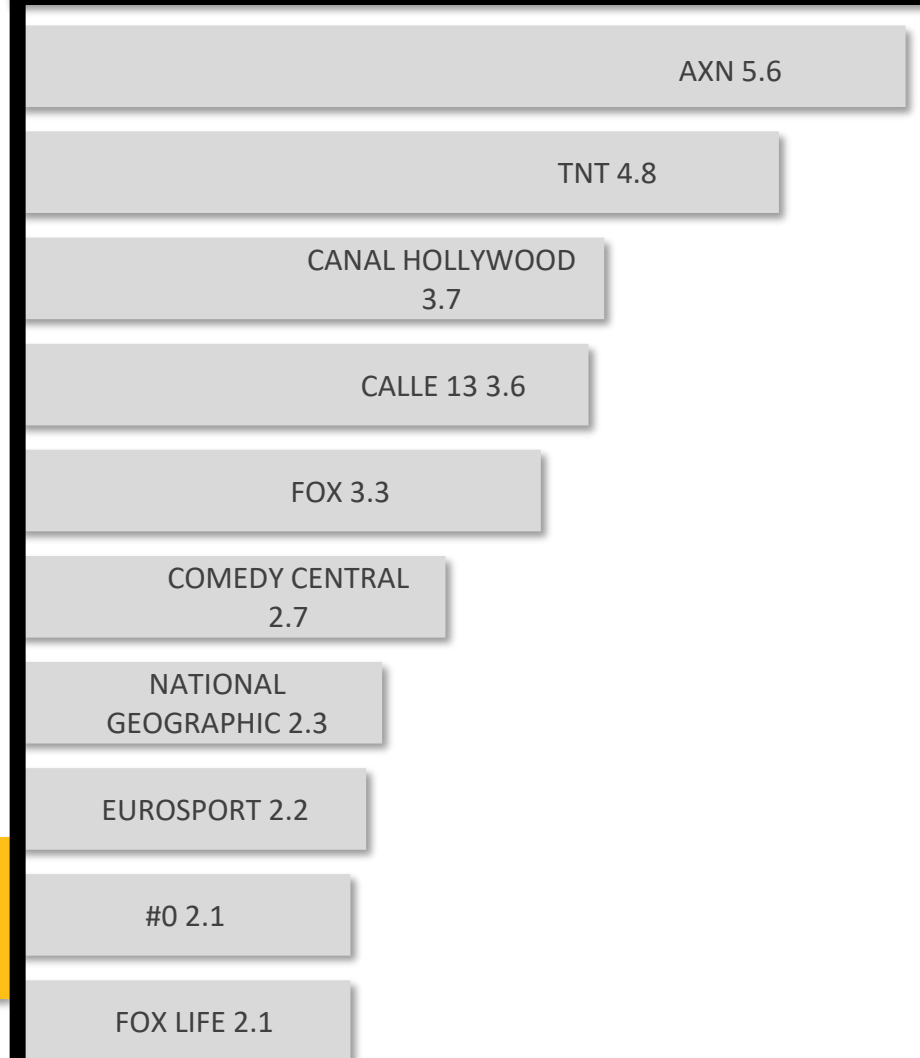 AXN 5.6
TNT 4.8
CANAL HOLLYWOOD
3.7
CALLE 13 3.6
FOX 3.3
COMEDY CENTRAL
2.7
NATIONAL
GEOGRAPHIC 2.3
EUROSPORT 2.2
#0 2.1
FOX LIFE 2.1